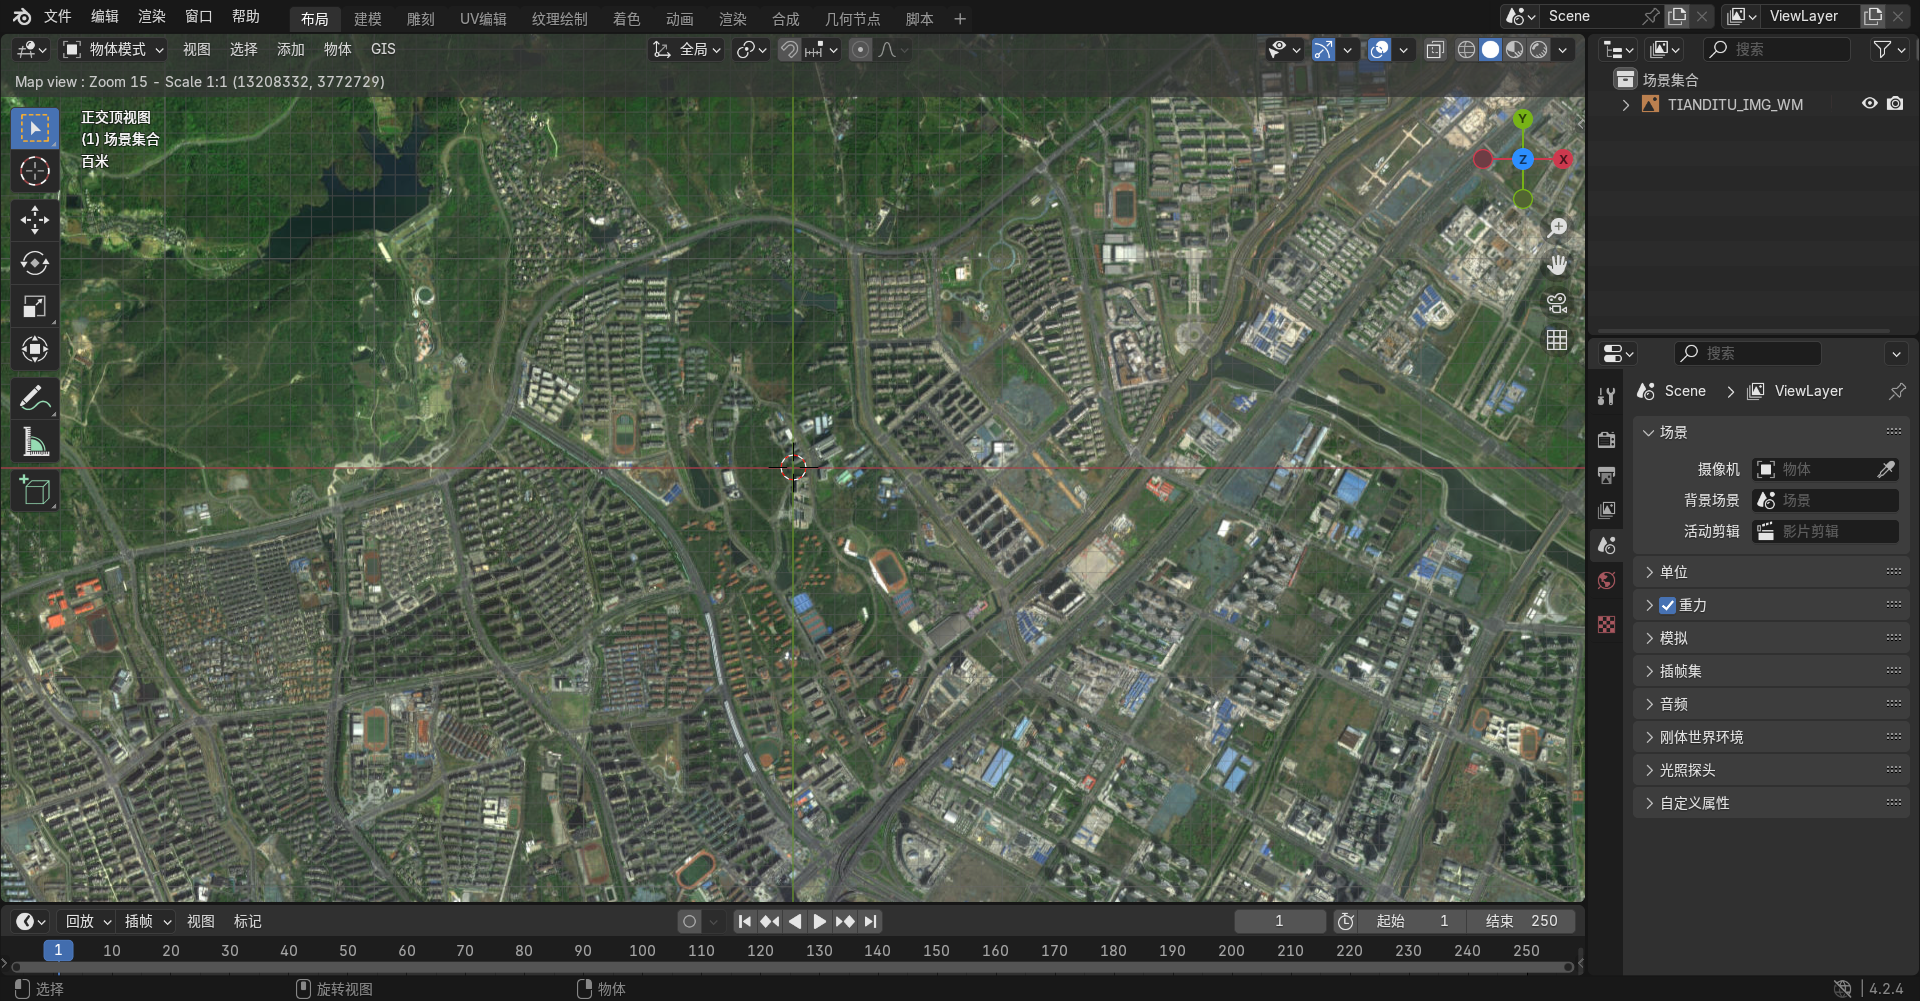 文件 编辑 渲染 窗口 帮助 布局 建模 雕刻 UV编辑 纹理绘制 着色 动画 渲染 合成 几何节点 脚本 + Scene ViewLayer
物体模式 视图 选择 添加 物体 GIS 全局 搜索
Map view : Zoom 15 - Scale 1:1 (13208332, 3772729)
正交顶视图
(1) 场景集合
百米
Y
Z
X
场景集合
TIANDITU_IMG_WM
搜索
Scene ViewLayer
场景
摄像机 物体
背景场景 场景
活动剪辑 影片剪辑
单位
重力
模拟
插帧集
音频
刚体世界环境
光照探头
自定义属性
回放 插帧 视图 标记 1 起始 1 结束 250
1 10 20 30 40 50 60 70 80 90 100 110 120 130 140 150 160 170 180 190 200 210 220 230 240 250
选择 旋转视图 物体 4.2.4